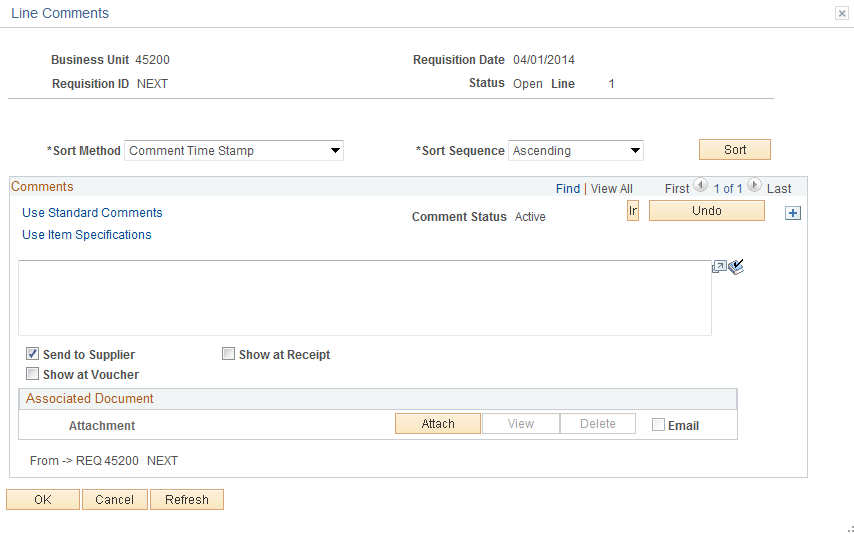 Line Comments
Business Unit 45200 Requisition Date 04/01/2014
Requisition ID NEXT Status Open Line 1
*Sort Method Comment Time Stamp *Sort Sequence Ascending Sort
Comments
Find | View All First 1 of 1 Last
Use Standard Comments Comment Status Active Ir Undo
Use Item Specifications
Send to Supplier Show at Receipt
Show at Voucher
Associated Document
Attachment Attach View Delete Email
From -> REQ 45200 NEXT
OK Cancel Refresh